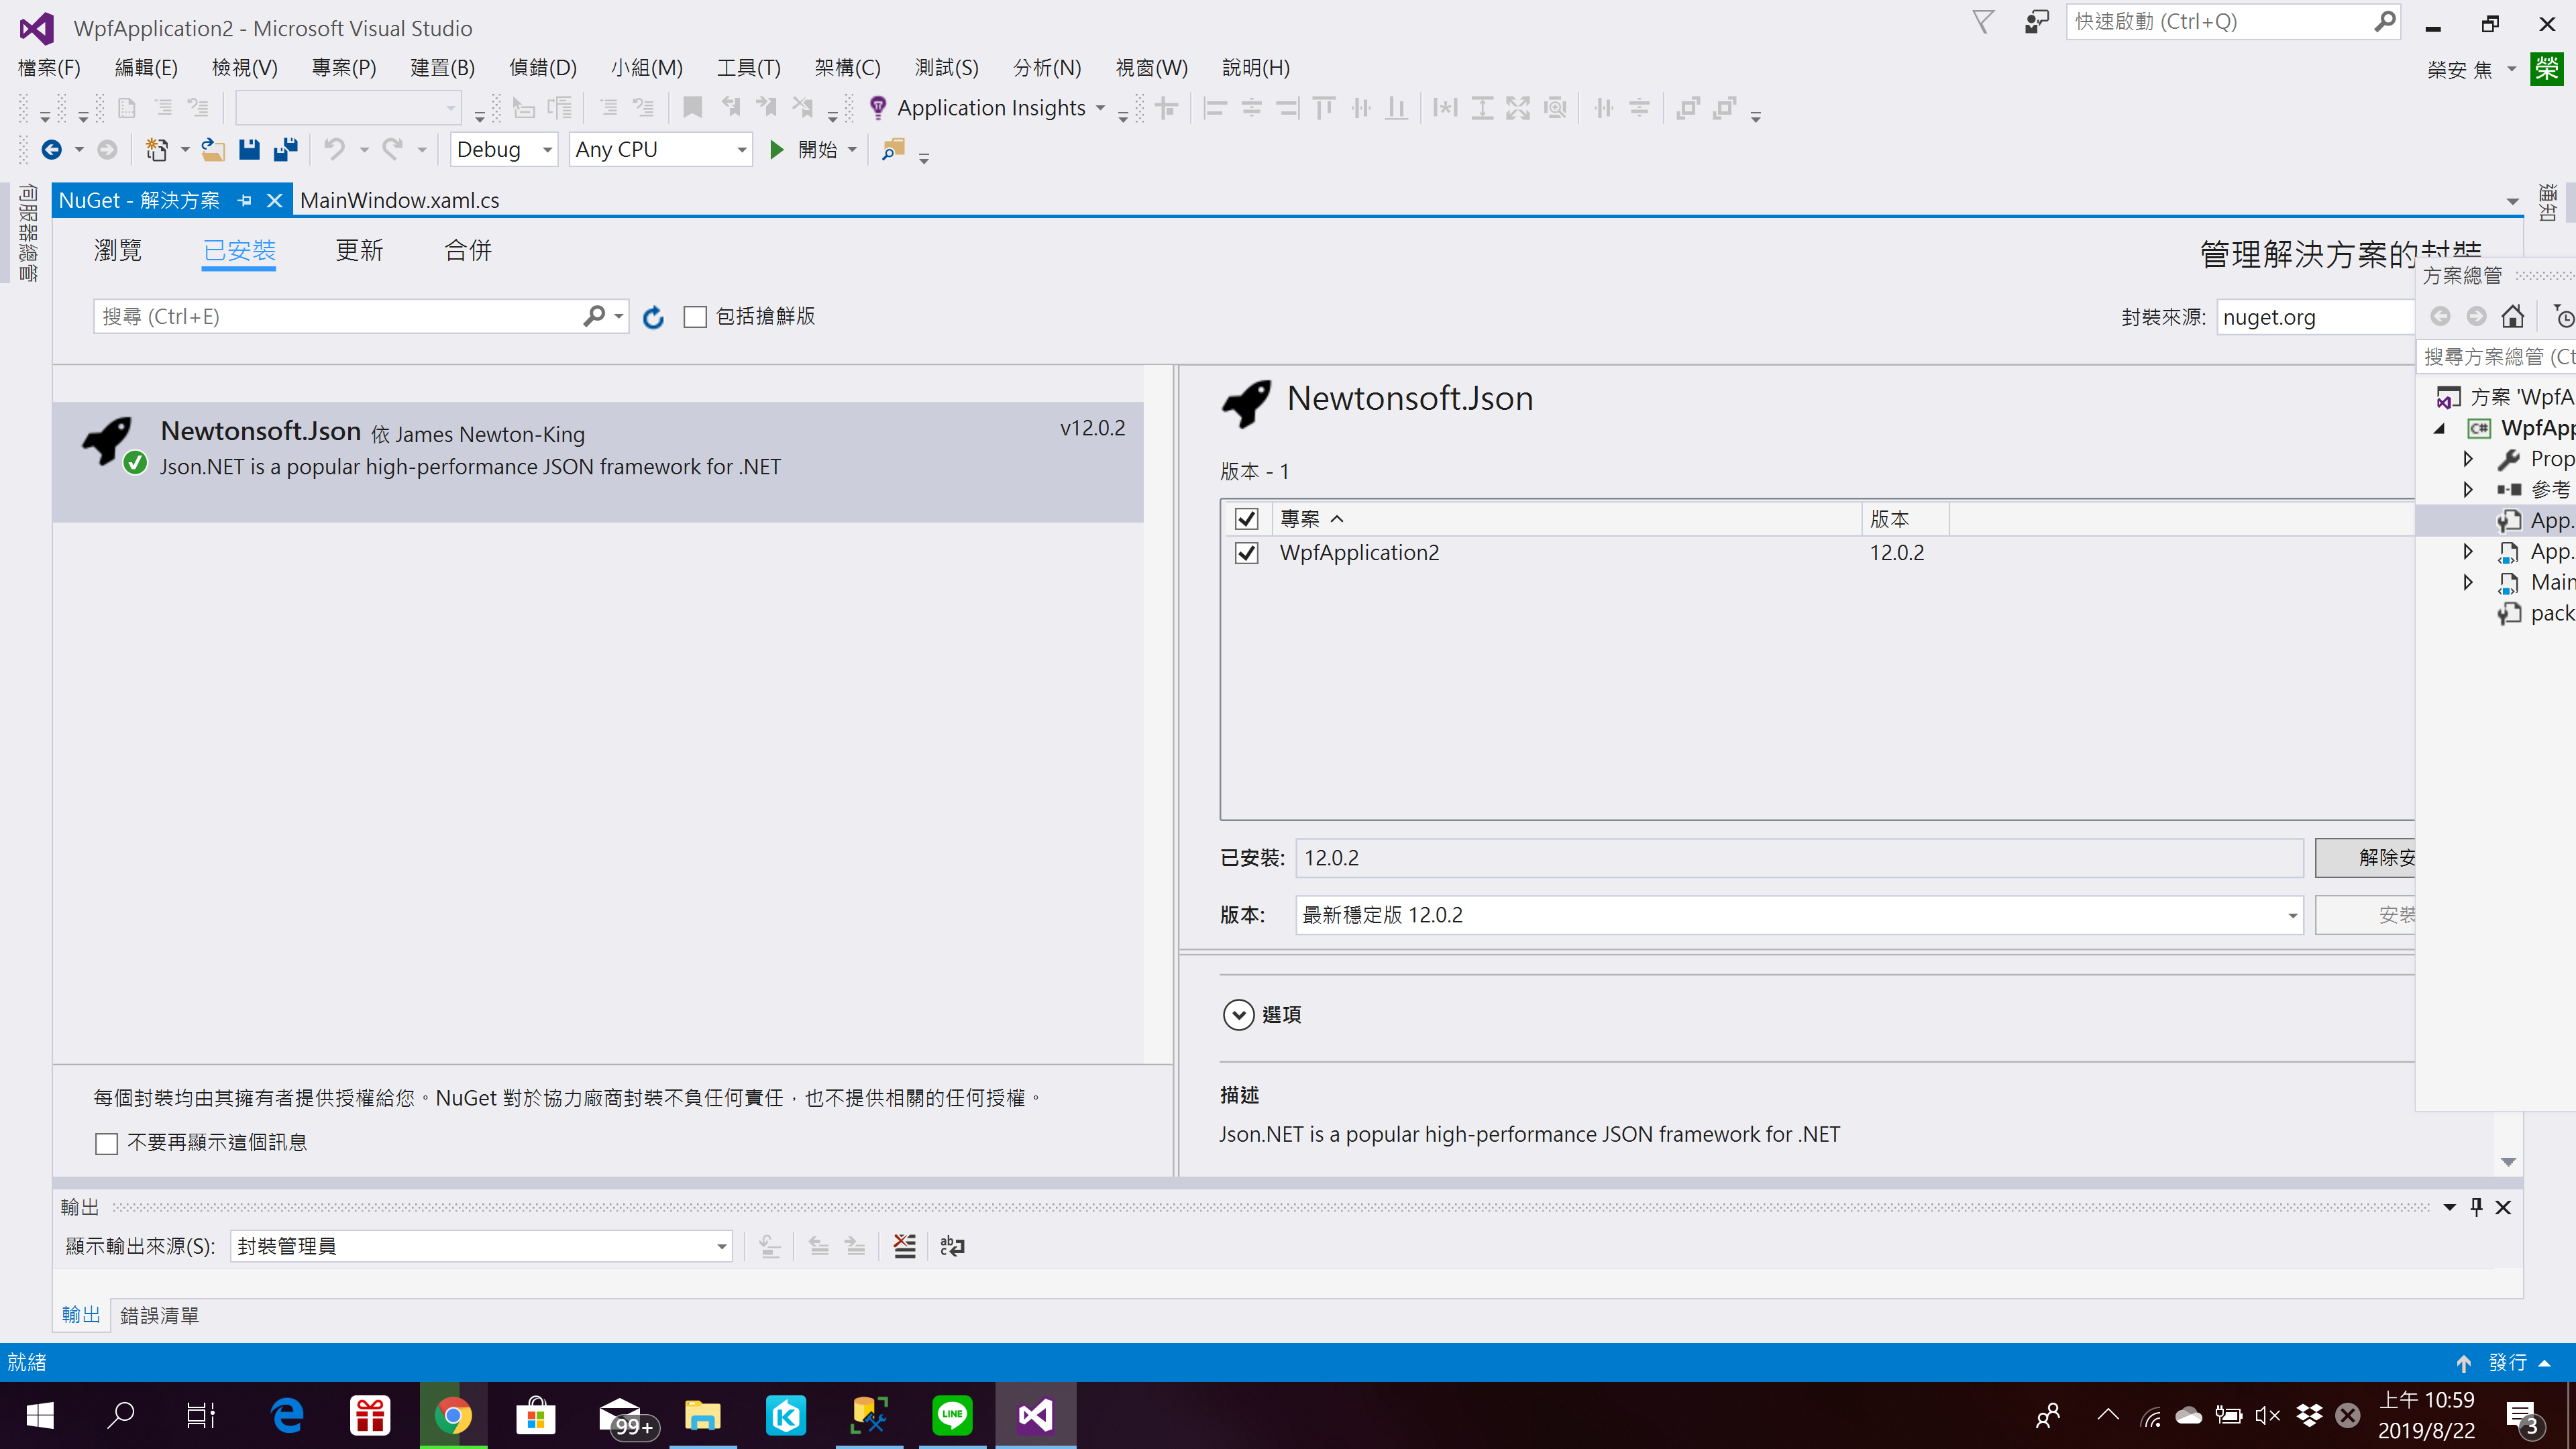 WpfApplication2 - Microsoft Visual Studio
快速啟動 (Ctrl+Q)
檔案(F) 編輯(E) 檢視(V) 專案(P) 建置(B) 偵錯(D) 小組(M) 工具(T) 架構(C) 測試(S) 分析(N) 視窗(W) 說明(H)
榮安 焦 榮
Application Insights
Debug Any CPU 開始
伺服器總管
NuGet - 解決方案 MainWindow.xaml.cs
通知
瀏覽 已安裝 更新 合併
管理解決方案的封裝
方案總管
搜尋 (Ctrl+E) 包括搶鮮版
封裝來源: nuget.org
搜尋方案總管 (Ct
方案 'WpfA
WpfApp
Prop
參考
App.
App.
Main
pack
Newtonsoft.Json 依 James Newton-King v12.0.2
Json.NET is a popular high-performance JSON framework for .NET
Newtonsoft.Json
版本 - 1
專案 版本
WpfApplication2 12.0.2
已安裝: 12.0.2 解除安
版本: 最新穩定版 12.0.2 安裝
選項
描述
Json.NET is a popular high-performance JSON framework for .NET
每個封裝均由其擁有者提供授權給您。NuGet 對於協力廠商封裝不負任何責任，也不提供相關的任何授權。
不要再顯示這個訊息
輸出
顯示輸出來源(S): 封裝管理員
輸出 錯誤清單
就緒 發行
99+
LINE
上午 10:59
2019/8/22
3